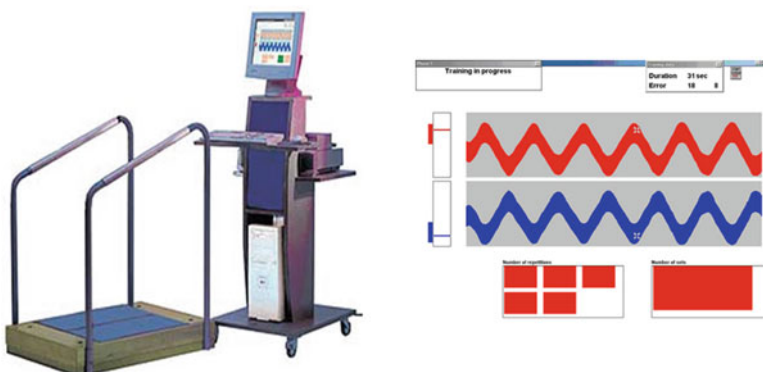 Training in progress
Duration 31 sec
Error 18 8
Number of repetitions
Number of sets